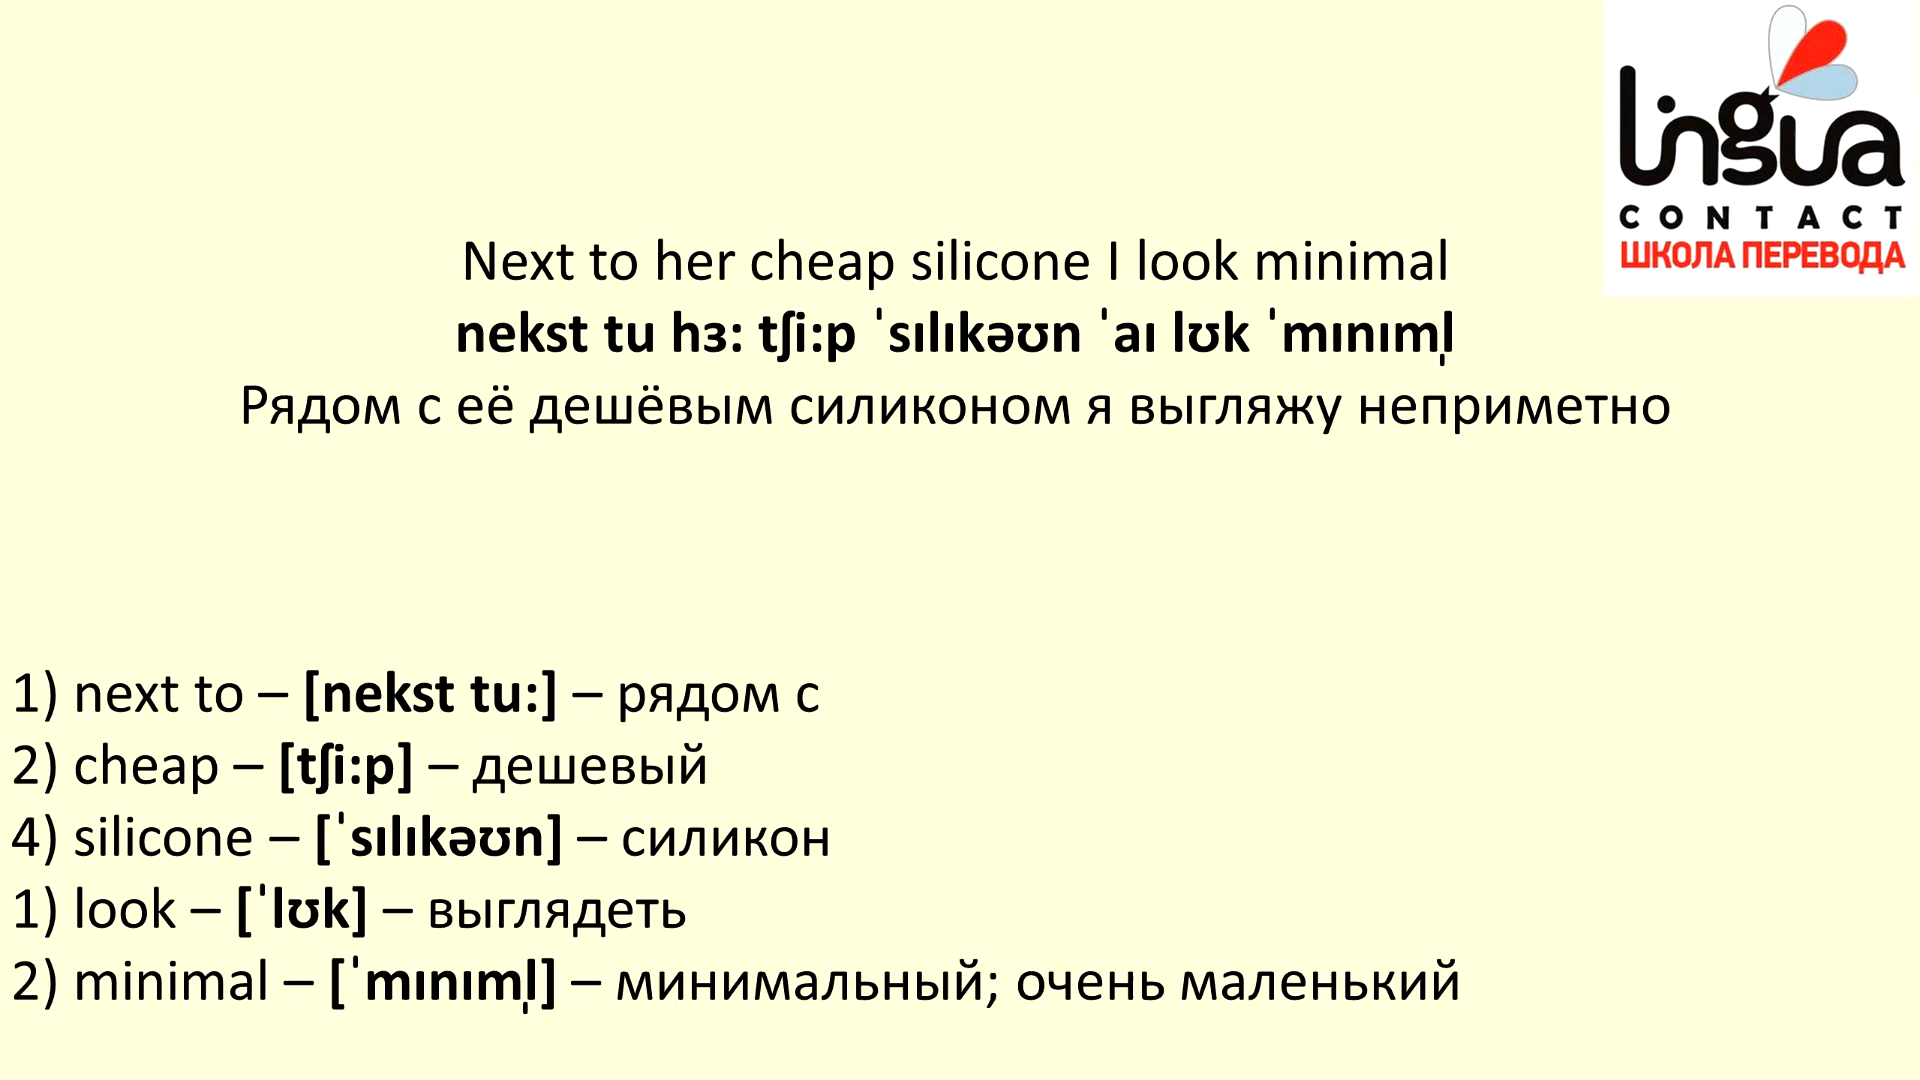 lingua
CONTACT
ШКОЛА ПЕРЕВОДА
Next to her cheap silicone I look minimal
nekst tu hɜ: tʃi:p ˈsɪlɪkəʊn ˈaɪ lʊk ˈmɪnɪml̩
Рядом с её дешёвым силиконом я выгляжу неприметно
1) next to – [nekst tu:] – рядом с
2) cheap – [tʃi:p] – дешевый
4) silicone – [ˈsɪlɪkəʊn] – силикон
1) look – [ˈlʊk] – выглядеть
2) minimal – [ˈmɪnɪml̩] – минимальный; очень маленький